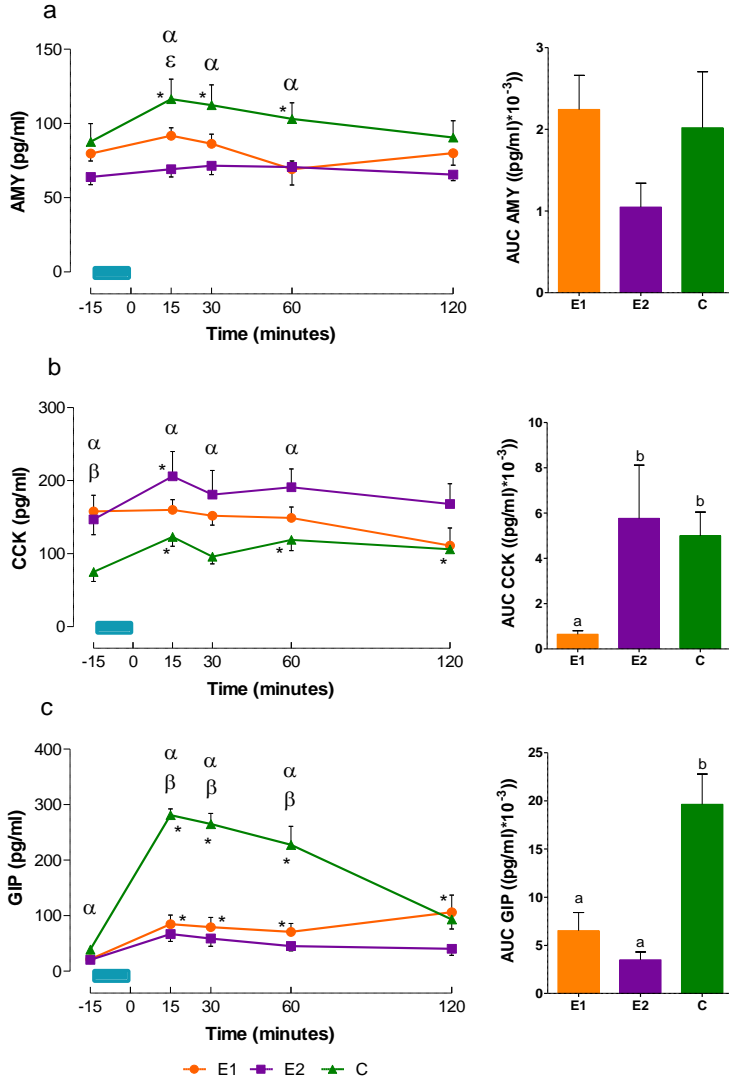 a
α
ε
α
α
* * *
AMY (pg/ml)
150
100
50
0
-15 0 15 30 60 120
Time (minutes)
AUC AMY ((pg/ml)*10⁻³)
3
2
1
0
E1 E2 C
b
α
β
α
α
α
*
* * *
CCK (pg/ml)
300
200
100
0
-15 0 15 30 60 120
Time (minutes)
AUC CCK ((pg/ml)*10⁻³)
10
8
6
4
2
0
a
b
b
E1 E2 C
c
α
α
β
α
β
α
β
* * *
* * * *
GIP (pg/ml)
400
300
200
100
0
-15 0 15 30 60 120
Time (minutes)
AUC GIP ((pg/ml)*10⁻³)
25
20
15
10
5
0
a
a
b
E1 E2 C
E1 E2 C